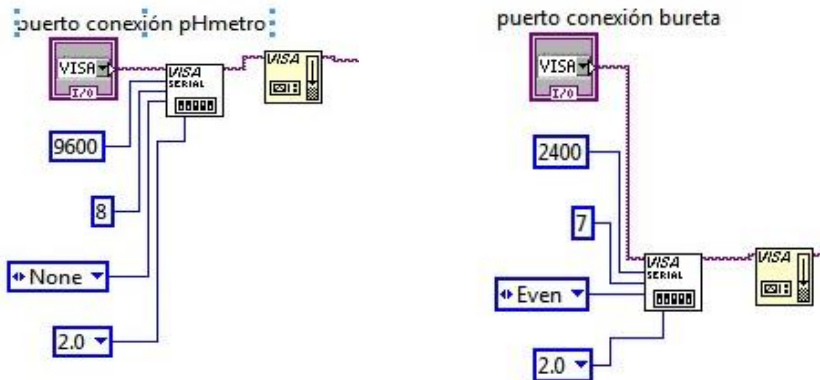 puerto conexión pHmetro
VISA
I/O
VISA
SERIAL
9600
8
None
2.0
puerto conexión bureta
VISA
I/O
2400
7
VISA
SERIAL
VISA
Even
2.0